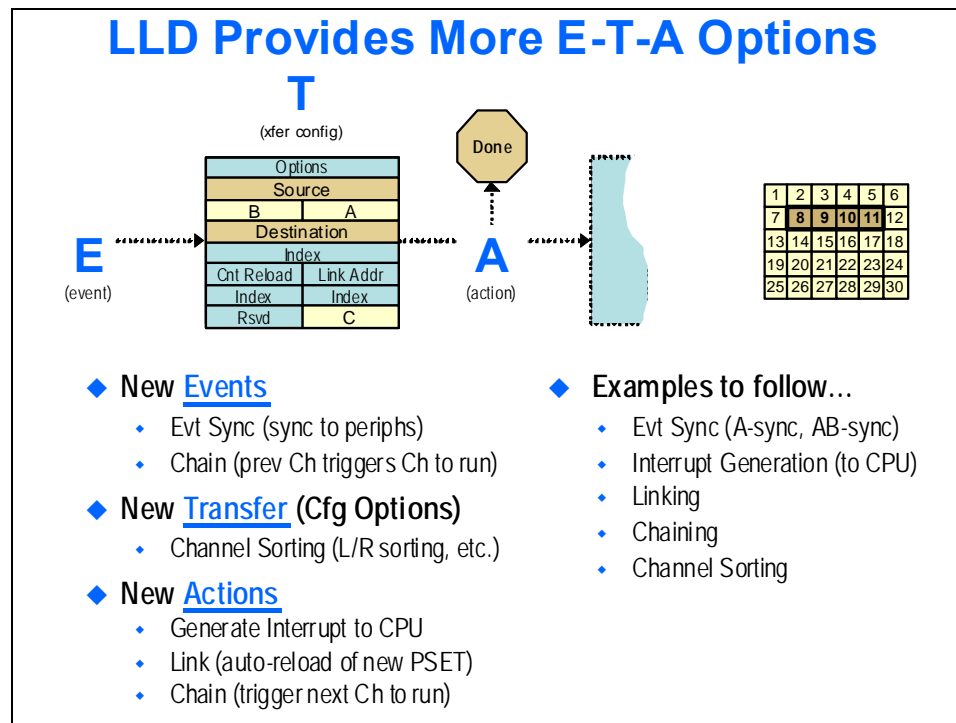 LLD Provides More E-T-A Options
T
(xfer config)
Done
Options
Source
B A
Destination
Index
Cnt Reload Link Addr
Index Index
Rsvd C
E
(event)
A
(action)
1 2 3 4 5 6
7 8 9 10 11 12
13 14 15 16 17 18
19 20 21 22 23 24
25 26 27 28 29 30
◆ New Events
◆ Evt Sync (sync to periphs)
◆ Chain (prev Ch triggers Ch to run)
◆ New Transfer (Cfg Options)
◆ Channel Sorting (L/R sorting, etc.)
◆ New Actions
◆ Generate Interrupt to CPU
◆ Link (auto-reload of new PSET)
◆ Chain (trigger next Ch to run)
◆ Examples to follow...
◆ Evt Sync (A-sync, AB-sync)
◆ Interrupt Generation (to CPU)
◆ Linking
◆ Chaining
◆ Channel Sorting